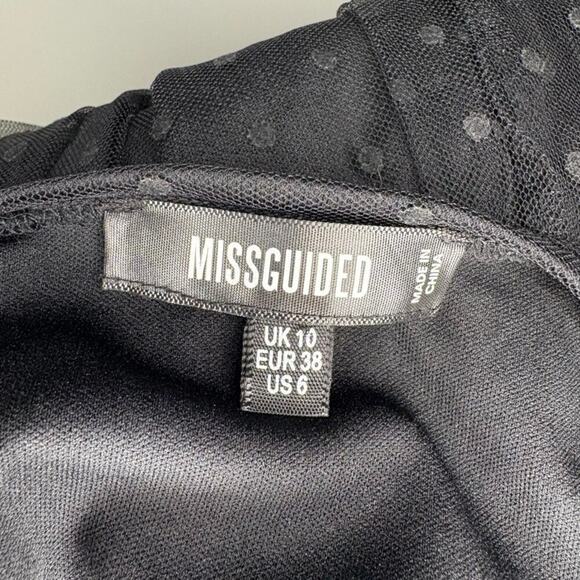 MISSGUIDED
MADE IN
CHINA
UK 10
EUR 38
US 6